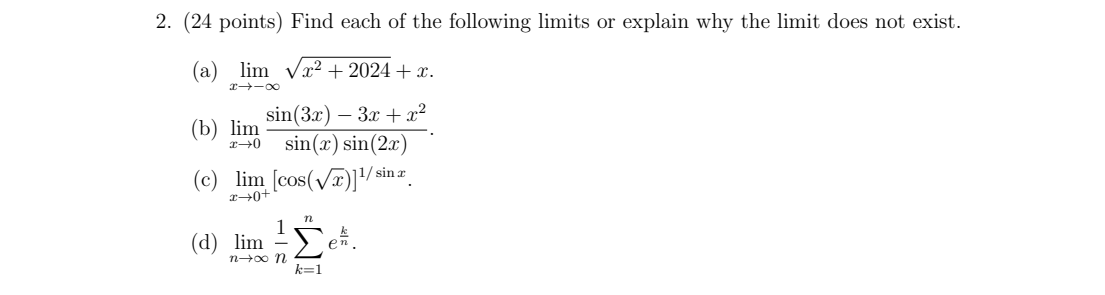 2. (24 points) Find each of the following limits or explain why the limit does not exist.
(a) lim_{x→−∞} √(x² + 2024) + x.
(b) lim_{x→0} (sin(3x) − 3x + x²)/(sin(x) sin(2x)).
(c) lim_{x→0⁺} [cos(√x)]^{1/ sin x}.
(d) lim_{n→∞} 1/n ∑_{k=1}^{n} e^{k/n}.